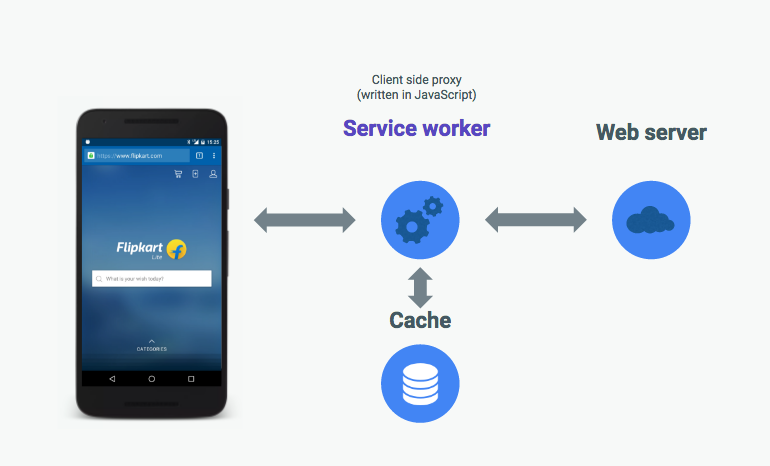 Client side proxy
(written in JavaScript)
Service worker
Web server
15:25
https://www.flipkart.com
1
Flipkart
Lite
What is your wish today?
CATEGORIES
Cache